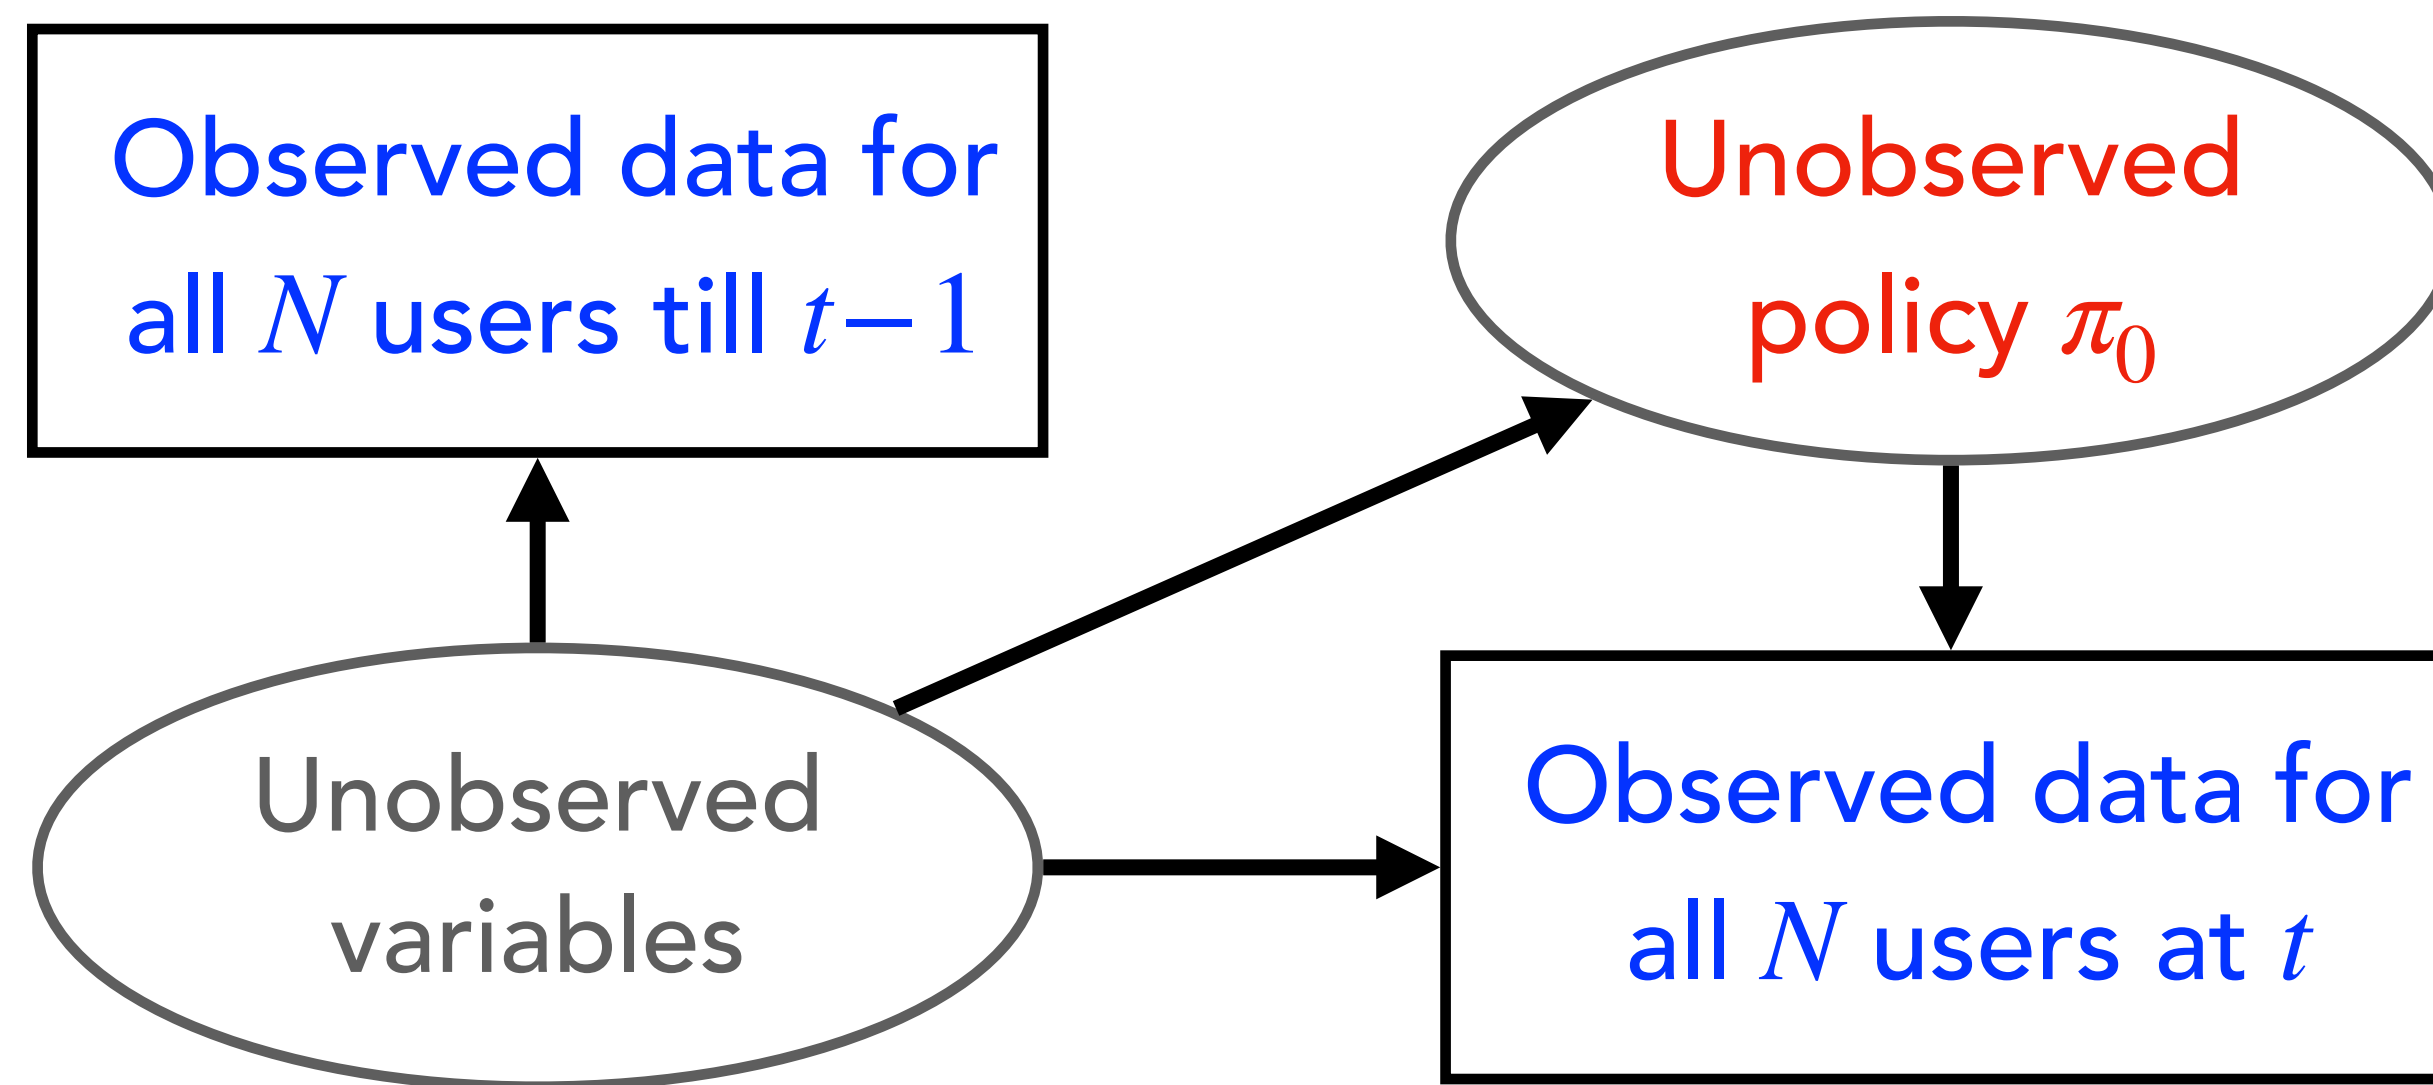 Observed data for
all N users till t−1
Unobserved
policy π₀
Unobserved
variables
Observed data for
all N users at t